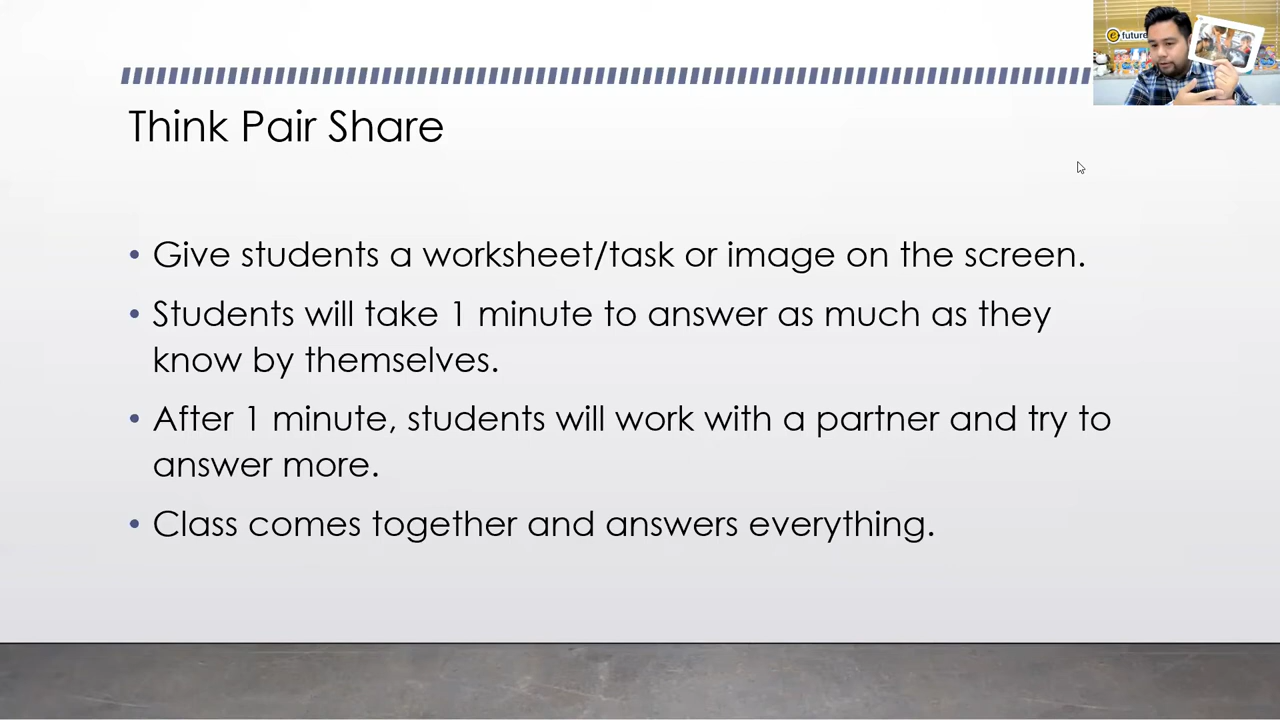 e future
Think Pair Share
• Give students a worksheet/task or image on the screen.
• Students will take 1 minute to answer as much as they
know by themselves.
• After 1 minute, students will work with a partner and try to
answer more.
• Class comes together and answers everything.